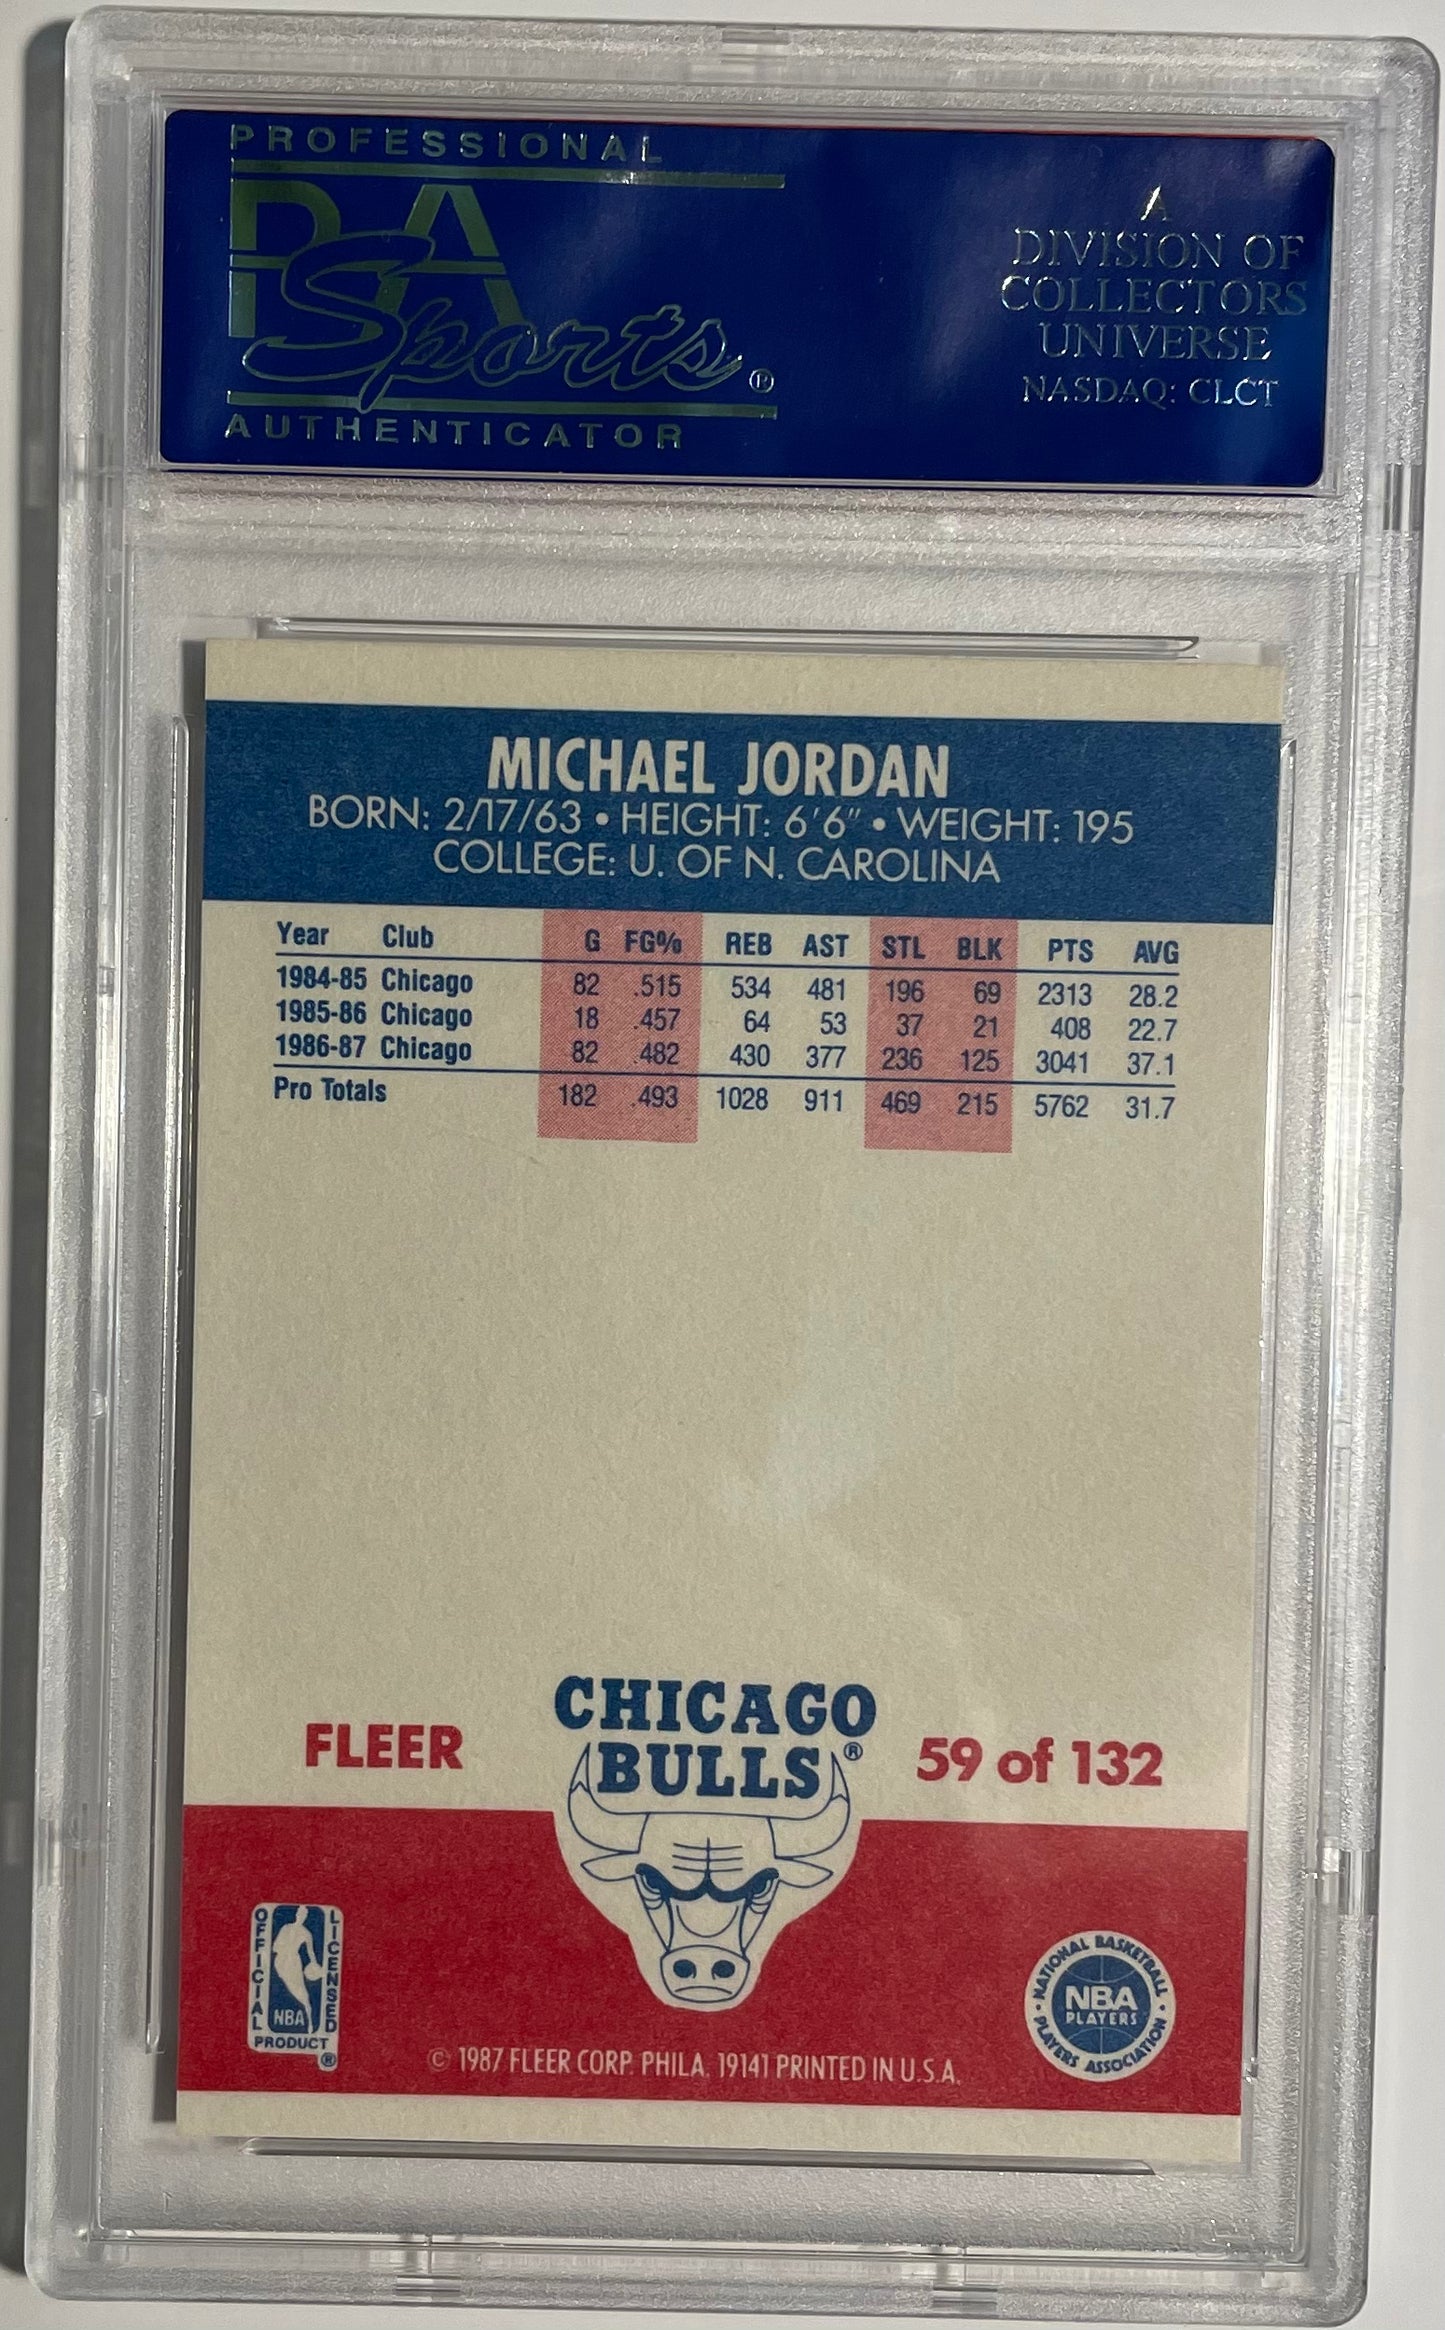 PROFESSIONAL
PSA
Sports®
AUTHENTICATOR
A
DIVISION OF
COLLECTORS
UNIVERSE
NASDAQ: CLCT
MICHAEL JORDAN
BORN: 2/17/63 • HEIGHT: 6'6" • WEIGHT: 195
COLLEGE: U. OF N. CAROLINA
Year Club G FG% REB AST STL BLK PTS AVG
1984-85 Chicago 82 .515 534 481 196 69 2313 28.2
1985-86 Chicago 18 .457 64 53 37 21 408 22.7
1986-87 Chicago 82 .482 430 377 236 125 3041 37.1
Pro Totals 182 .493 1028 911 469 215 5762 31.7
FLEER
CHICAGO
BULLS®
59 of 132
OFFICIAL
LICENSED
NBA
PRODUCT
®
NATIONAL BASKETBALL
NBA
PLAYERS
• PLAYERS ASSOCIATION •
© 1987 FLEER CORP. PHILA. 19141 PRINTED IN U.S.A.